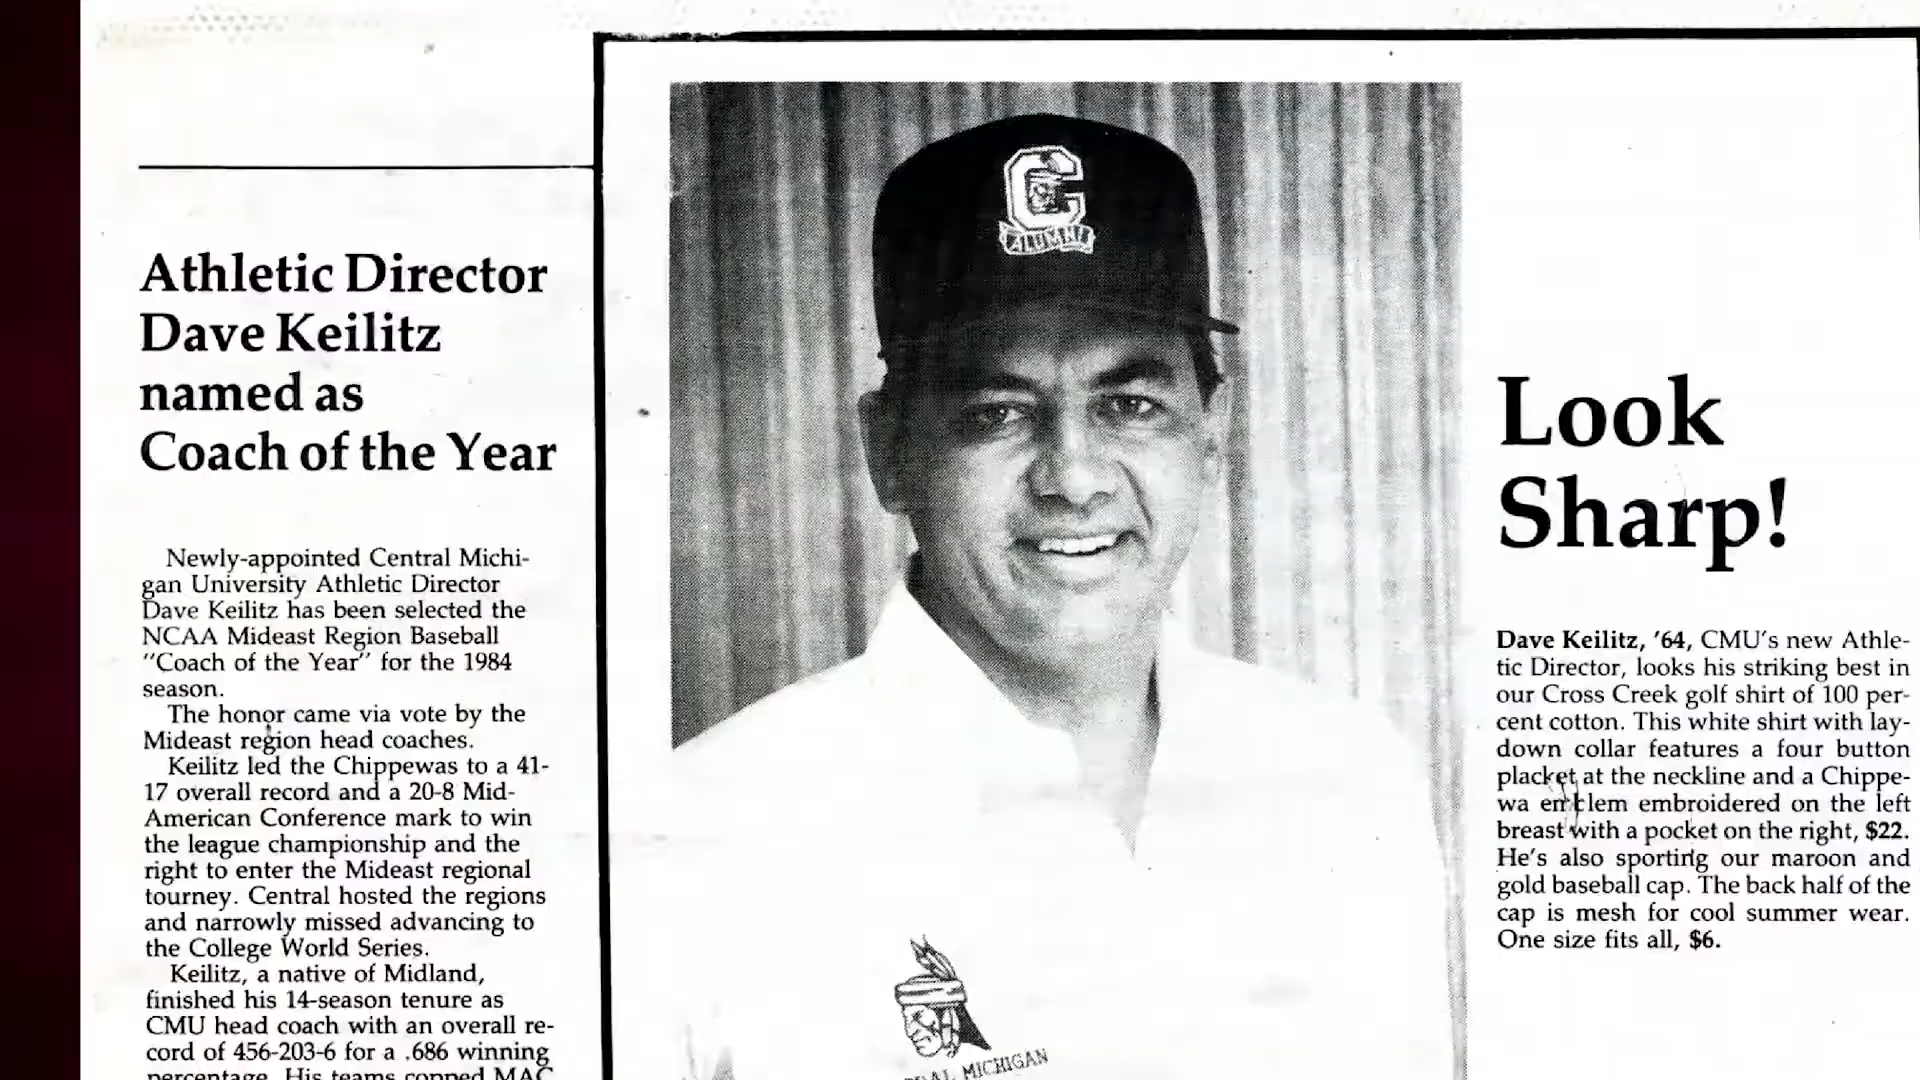 Athletic Director
Dave Keilitz
named as
Coach of the Year
Newly-appointed Central Michi-
gan University Athletic Director
Dave Keilitz has been selected the
NCAA Mideast Region Baseball
"Coach of the Year" for the 1984
season.
The honor came via vote by the
Mideast region head coaches.
Keilitz led the Chippewas to a 41-
17 overall record and a 20-8 Mid-
American Conference mark to win
the league championship and the
right to enter the Mideast regional
tourney. Central hosted the regions
and narrowly missed advancing to
the College World Series.
Keilitz, a native of Midland,
finished his 14-season tenure as
CMU head coach with an overall re-
cord of 456-203-6 for a .686 winning
percentage. His teams copped MAC
C
ALUMNI
MICHIGAN
Look
Sharp!
Dave Keilitz, '64, CMU's new Athle-
tic Director, looks his striking best in
our Cross Creek golf shirt of 100 per-
cent cotton. This white shirt with lay-
down collar features a four button
placket at the neckline and a Chippe-
wa emblem embroidered on the left
breast with a pocket on the right, $22.
He's also sporting our maroon and
gold baseball cap. The back half of the
cap is mesh for cool summer wear.
One size fits all, $6.